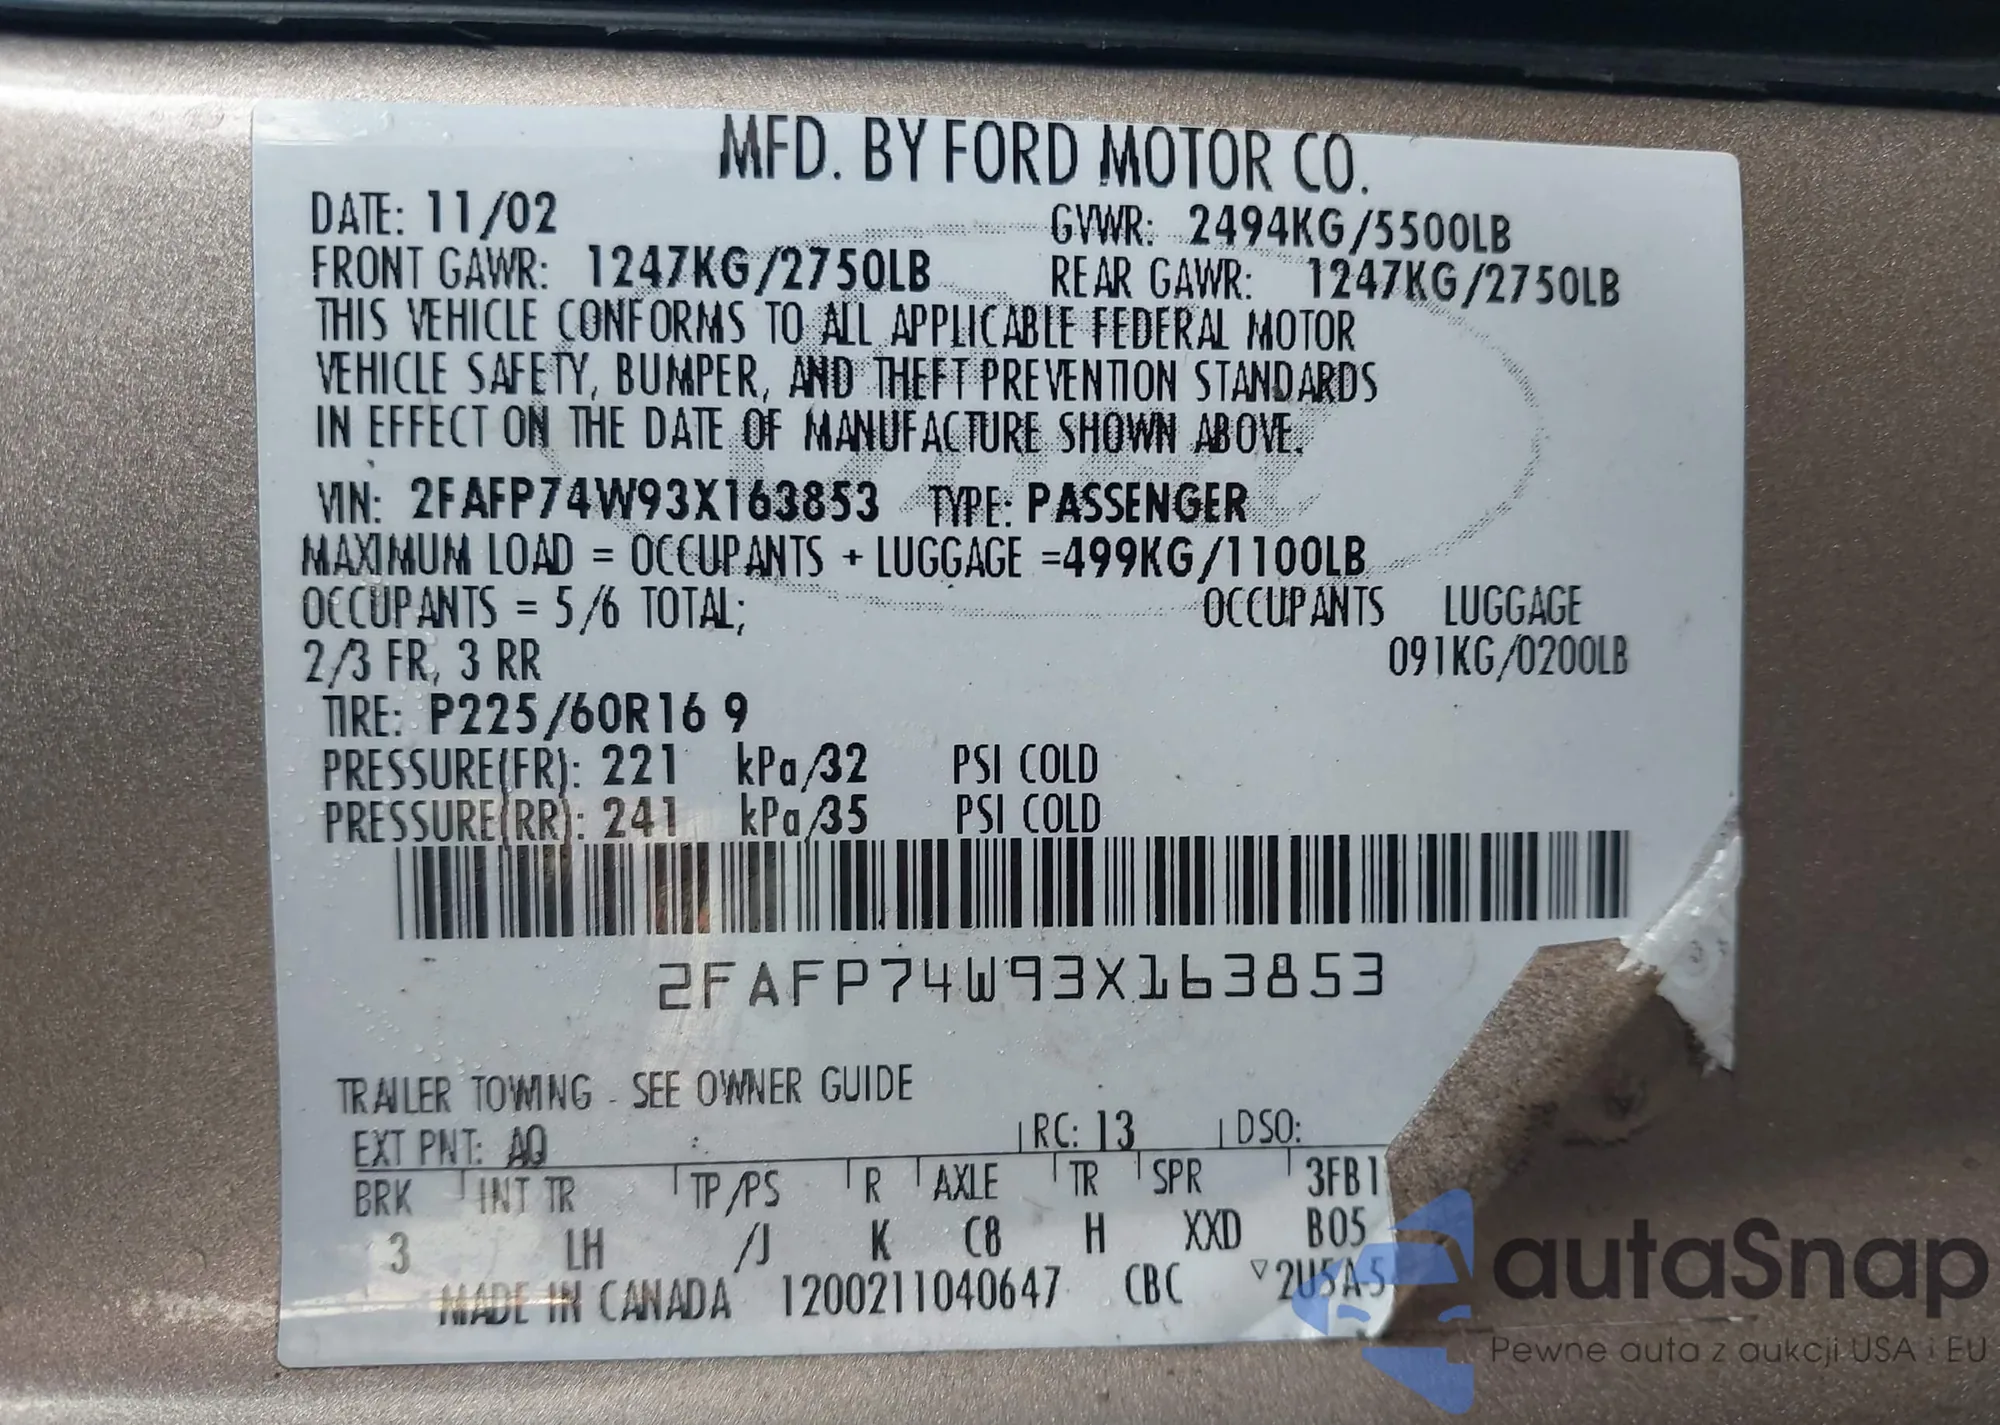 MFD. BY FORD MOTOR CO.
DATE: 11/02 GVWR: 2494KG/5500LB
FRONT GAWR: 1247KG/2750LB REAR GAWR: 1247KG/2750LB
THIS VEHICLE CONFORMS TO ALL APPLICABLE FEDERAL MOTOR
VEHICLE SAFETY, BUMPER, AND THEFT PREVENTION STANDARDS
IN EFFECT ON THE DATE OF MANUFACTURE SHOWN ABOVE.
VIN: 2FAFP74W93X163853 TYPE: PASSENGER
MAXIMUM LOAD = OCCUPANTS + LUGGAGE =499KG/1100LB
OCCUPANTS = 5/6 TOTAL; OCCUPANTS LUGGAGE
2/3 FR, 3 RR 091KG/0200LB
TIRE: P225/60R16 9
PRESSURE(FR): 221 kPa/32 PSI COLD
PRESSURE(RR): 241 kPa/35 PSI COLD
2FAFP74W93X163853
TRAILER TOWING - SEE OWNER GUIDE
EXT PNT: AQ : RC: 13 DSO:
BRK INT TR TP/PS R AXLE TR SPR 3FB1
3 LH /J K C8 H XXD B05
MADE IN CANADA 1200211040647 CBC ▽2U5A-5
autaSnap
Pewne auta z aukcji USA i EU